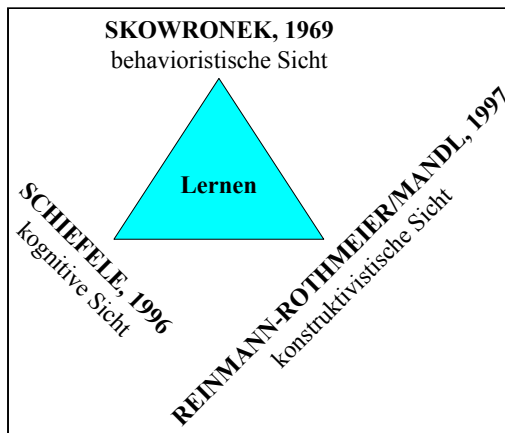 SKOWRONEK, 1969
behavioristische Sicht
Lernen
SCHIEFELE, 1996
kognitive Sicht
REINMANN-ROTHMEIER/MANDL, 1997
konstruktivistische Sicht